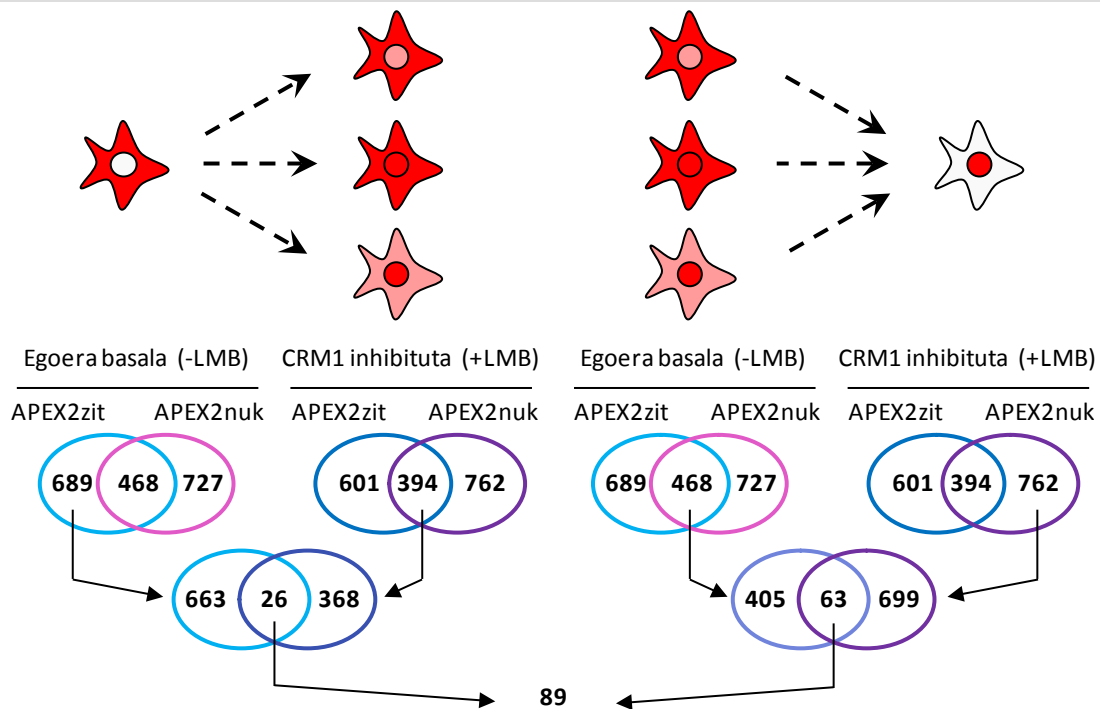 Egoera basala (-LMB) CRM1 inhibituta (+LMB) Egoera basala (-LMB) CRM1 inhibituta (+LMB)
APEX2zit APEX2nuk APEX2zit APEX2nuk APEX2zit APEX2nuk APEX2zit APEX2nuk
689 468 727 601 394 762 689 468 727 601 394 762
663 26 368 405 63 699
89